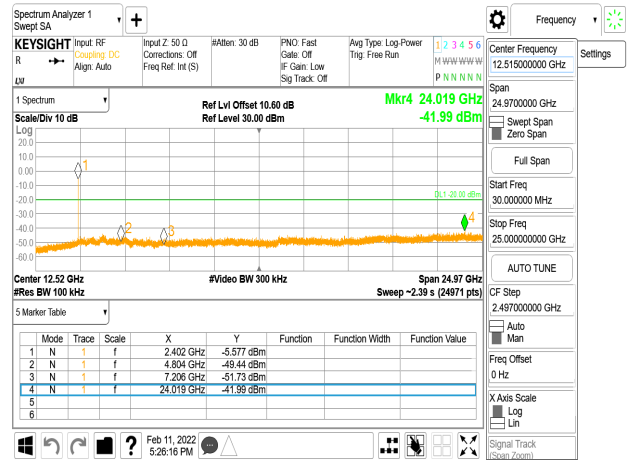 Spectrum Analyzer 1
Swept SA
Frequency
KEYSIGHT
R
LXI
Input: RF
Coupling: DC
Align: Auto
Input Z: 50 Ω
Corrections: Off
Freq Ref: Int (S)
#Atten: 30 dB
PNO: Fast
Gate: Off
IF Gain: Low
Sig Track: Off
Avg Type: Log-Power
Trig: Free Run
1 2 3 4 5 6
M W W W W W
P N N N N N
Center Frequency
12.515000000 GHz
Settings
1 Spectrum
Scale/Div 10 dB
Ref Lvl Offset 10.60 dB
Ref Level 30.00 dBm
Mkr4 24.019 GHz
-41.99 dBm
Log
20.0
10.0
0.00
-10.0
-20.0
-30.0
-40.0
-50.0
-60.0
1
2
3
4
DL1 -20.00 dBm
Center 12.52 GHz
#Res BW 100 kHz
#Video BW 300 kHz
Span 24.97 GHz
Sweep ~2.39 s (24971 pts)
Span
24.9700000 GHz
Swept Span
Zero Span
Full Span
Start Freq
30.000000 MHz
Stop Freq
25.000000000 GHz
AUTO TUNE
CF Step
2.497000000 GHz
Auto
Man
Freq Offset
0 Hz
X Axis Scale
Log
Lin
Signal Track
(Span Zoom)
5 Marker Table
Mode Trace Scale X Y Function Function Width Function Value
1 N 1 f 2.402 GHz -5.577 dBm
2 N 1 f 4.804 GHz -49.44 dBm
3 N 1 f 7.206 GHz -51.73 dBm
4 N 1 f 24.019 GHz -41.99 dBm
5
6
?
Feb 11, 2022
5:26:16 PM